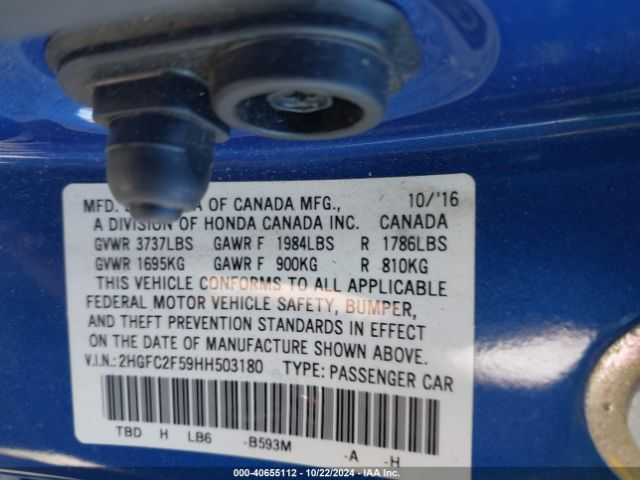 MFD. A OF CANADA MFG., 10/'16
A DIVISION OF HONDA CANADA INC. CANADA
GVWR 3737LBS GAWR F 1984LBS R 1786LBS
GVWR 1695KG GAWR F 900KG R 810KG
THIS VEHICLE CONFORMS TO ALL APPLICABLE
FEDERAL MOTOR VEHICLE SAFETY, BUMPER,
AND THEFT PREVENTION STANDARDS IN EFFECT
ON THE DATE OF MANUFACTURE SHOWN ABOVE.
V.I.N.:2HGFC2F59HH503180 TYPE: PASSENGER CAR
TBD H LB6 -B593M -A -H
000-40655112 - 10/22/2024 - IAA Inc.